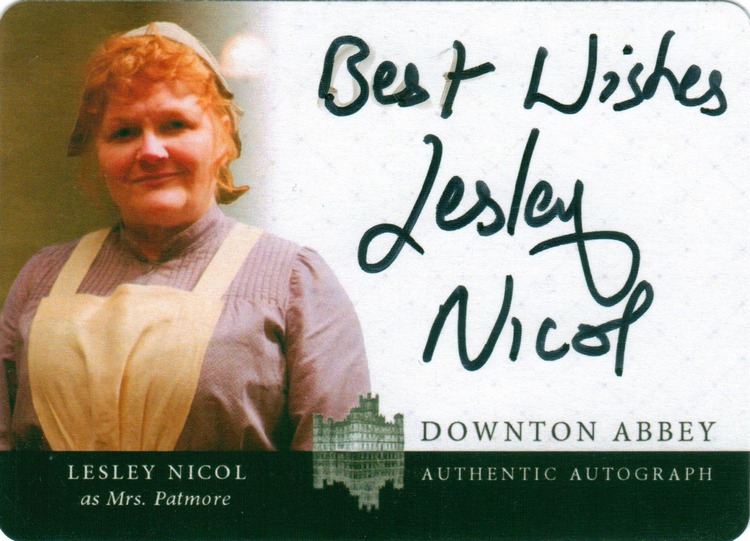 Best Wishes
Lesley
Nicol
DOWNTON ABBEY
LESLEY NICOL
as Mrs. Patmore
AUTHENTIC AUTOGRAPH